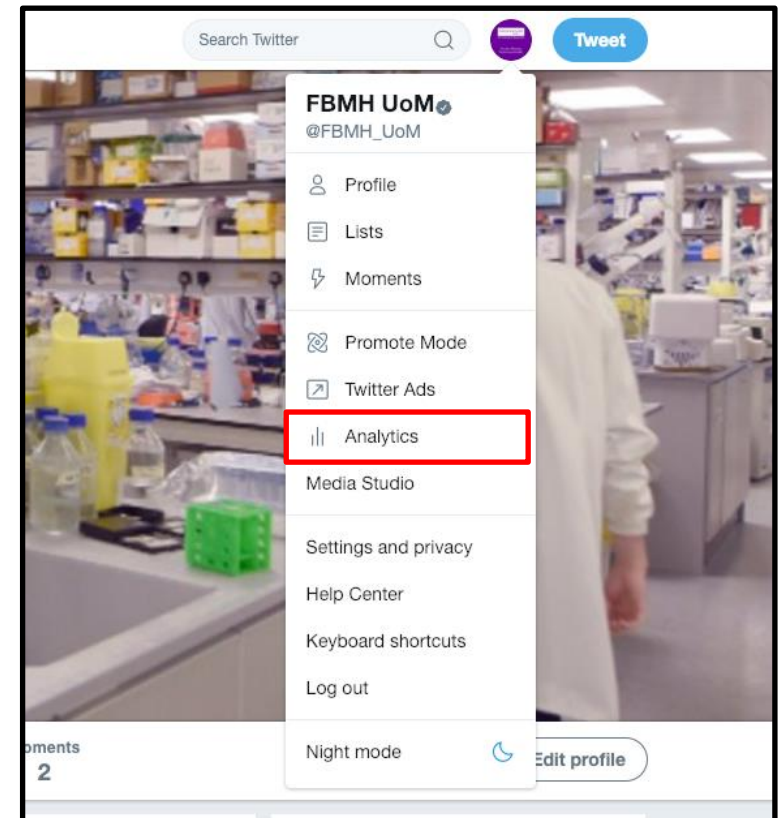 Search Twitter
Tweet
FBMH UoM
@FBMH_UoM
Profile
Lists
Moments
Promote Mode
Twitter Ads
Analytics
Media Studio
Settings and privacy
Help Center
Keyboard shortcuts
Log out
Night mode
Edit profile
oments
2